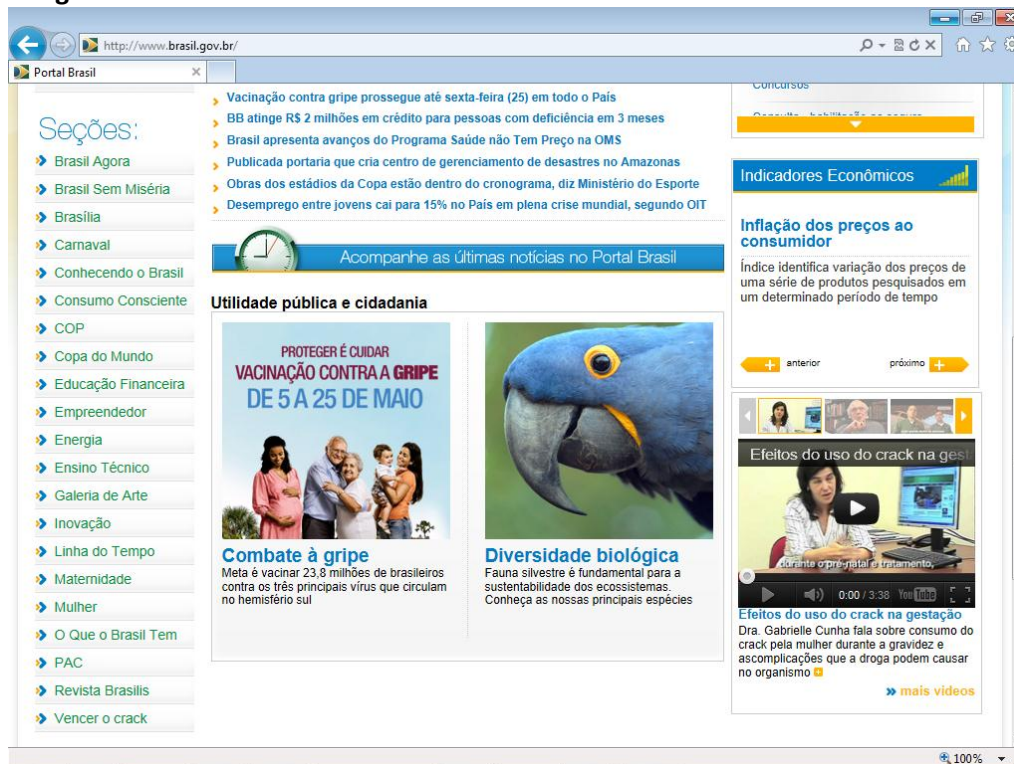 http://www.brasil.gov.br/
Portal Brasil
Seções:
Brasil Agora
Brasil Sem Miséria
Brasília
Carnaval
Conhecendo o Brasil
Consumo Consciente
COP
Copa do Mundo
Educação Financeira
Empreendedor
Energia
Ensino Técnico
Galeria de Arte
Inovação
Linha do Tempo
Maternidade
Mulher
O Que o Brasil Tem
PAC
Revista Brasilis
Vencer o crack
Vacinação contra gripe prossegue até sexta-feira (25) em todo o País
BB atinge R$ 2 milhões em crédito para pessoas com deficiência em 3 meses
Brasil apresenta avanços do Programa Saúde não Tem Preço na OMS
Publicada portaria que cria centro de gerenciamento de desastres no Amazonas
Obras dos estádios da Copa estão dentro do cronograma, diz Ministério do Esporte
Desemprego entre jovens cai para 15% no País em plena crise mundial, segundo OIT
Acompanhe as últimas notícias no Portal Brasil
Utilidade pública e cidadania
PROTEGER É CUIDAR
VACINAÇÃO CONTRA A GRIPE
DE 5 A 25 DE MAIO
Combate à gripe
Meta é vacinar 23,8 milhões de brasileiros
contra os três principais vírus que circulam
no hemisfério sul
Diversidade biológica
Fauna silvestre é fundamental para a
sustentabilidade dos ecossistemas.
Conheça as nossas principais espécies
Concursos
Indicadores Econômicos
Inflação dos preços ao
consumidor
Índice identifica variação dos preços de
uma série de produtos pesquisados em
um determinado período de tempo
anterior
próximo
Efeitos do uso do crack na gest
durante o pré-natal e tratamento,
0:00 / 3:38 YouTube
Efeitos do uso do crack na gestação
Dra. Gabrielle Cunha fala sobre consumo do
crack pela mulher durante a gravidez e
ascomplicações que a droga podem causar
no organismo
mais videos
100%